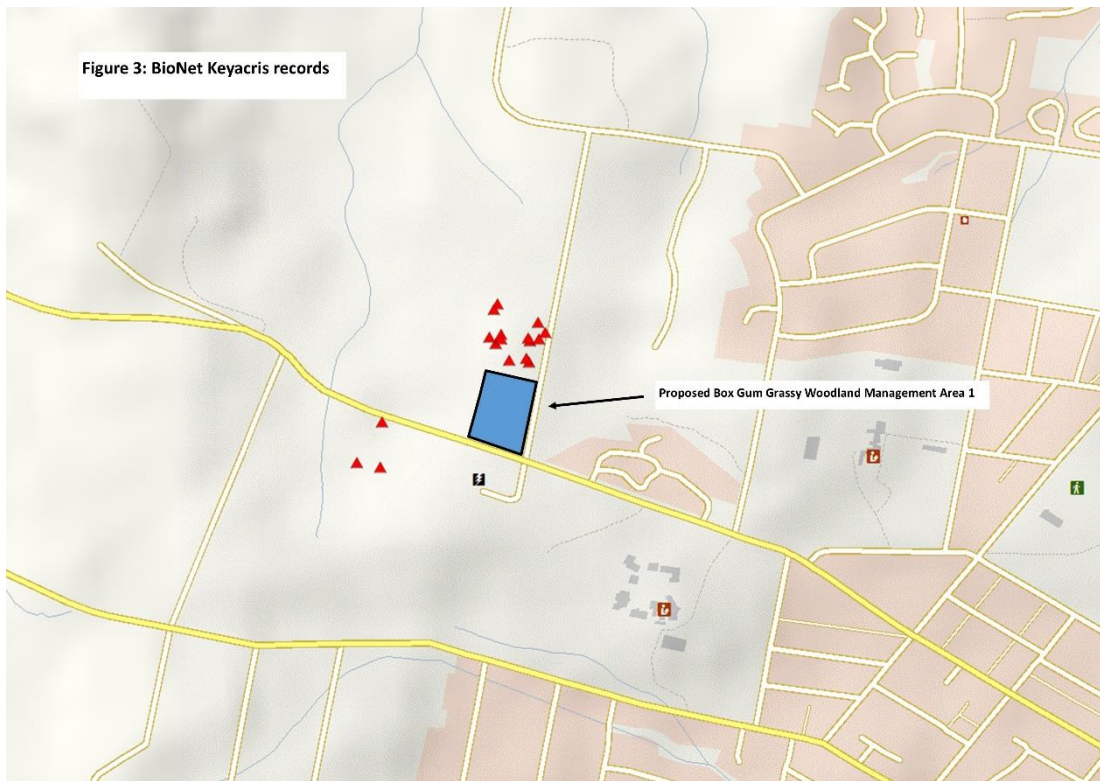 Figure 3: BioNet Keyacris records
Proposed Box Gum Grassy Woodland Management Area 1